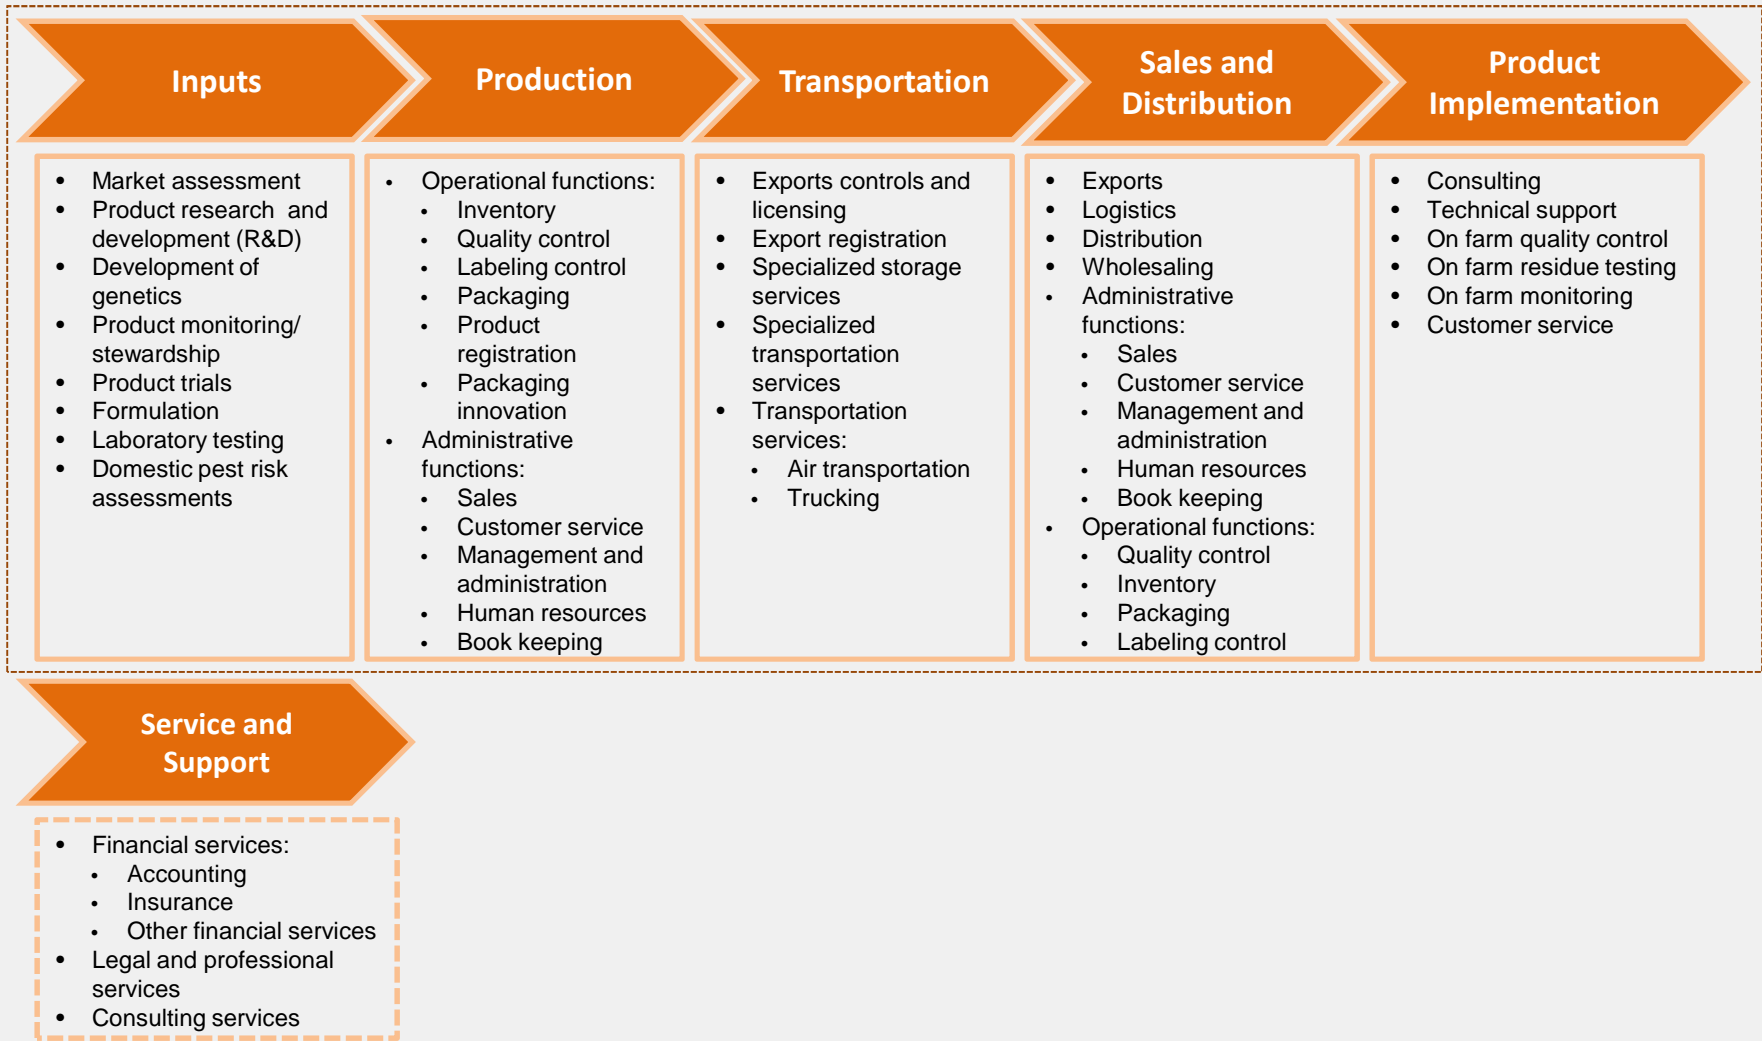 Inputs
• Market assessment
• Product research  and
development (R&D)
• Development of
genetics
• Product monitoring/
stewardship
• Product trials
• Formulation
• Laboratory testing
• Domestic pest risk
assessments
Production
• Operational functions:
• Inventory
• Quality control
• Labeling control
• Packaging
• Product
registration
• Packaging
innovation
• Administrative
functions:
• Sales
• Customer service
• Management and
administration
• Human resources
• Book keeping
Transportation
• Exports controls and
licensing
• Export registration
• Specialized storage
services
• Specialized
transportation
services
• Transportation
services:
• Air transportation
• Trucking
Sales and
Distribution
• Exports
• Logistics
• Distribution
• Wholesaling
• Administrative
functions:
• Sales
• Customer service
• Management and
administration
• Human resources
• Book keeping
• Operational functions:
• Quality control
• Inventory
• Packaging
• Labeling control
Product
Implementation
• Consulting
• Technical support
• On farm quality control
• On farm residue testing
• On farm monitoring
• Customer service
Service and
Support
• Financial services:
• Accounting
• Insurance
• Other financial services
• Legal and professional
services
• Consulting services